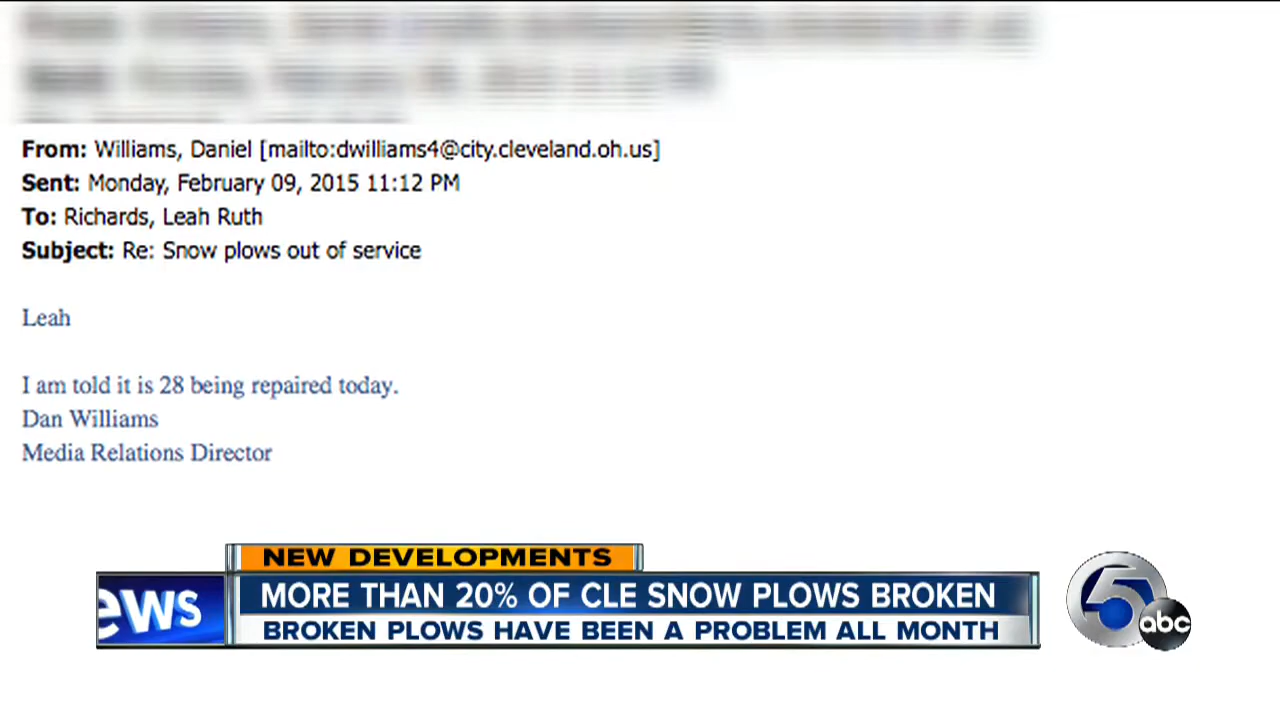 From: Williams, Daniel [mailto:dwilliams4@city.cleveland.oh.us]
Sent: Monday, February 09, 2015 11:12 PM
To: Richards, Leah Ruth
Subject: Re: Snow plows out of service
Leah
I am told it is 28 being repaired today.
Dan Williams
Media Relations Director
NEW DEVELOPMENTS
eWS
MORE THAN 20% OF CLE SNOW PLOWS BROKEN
BROKEN PLOWS HAVE BEEN A PROBLEM ALL MONTH
5
abc